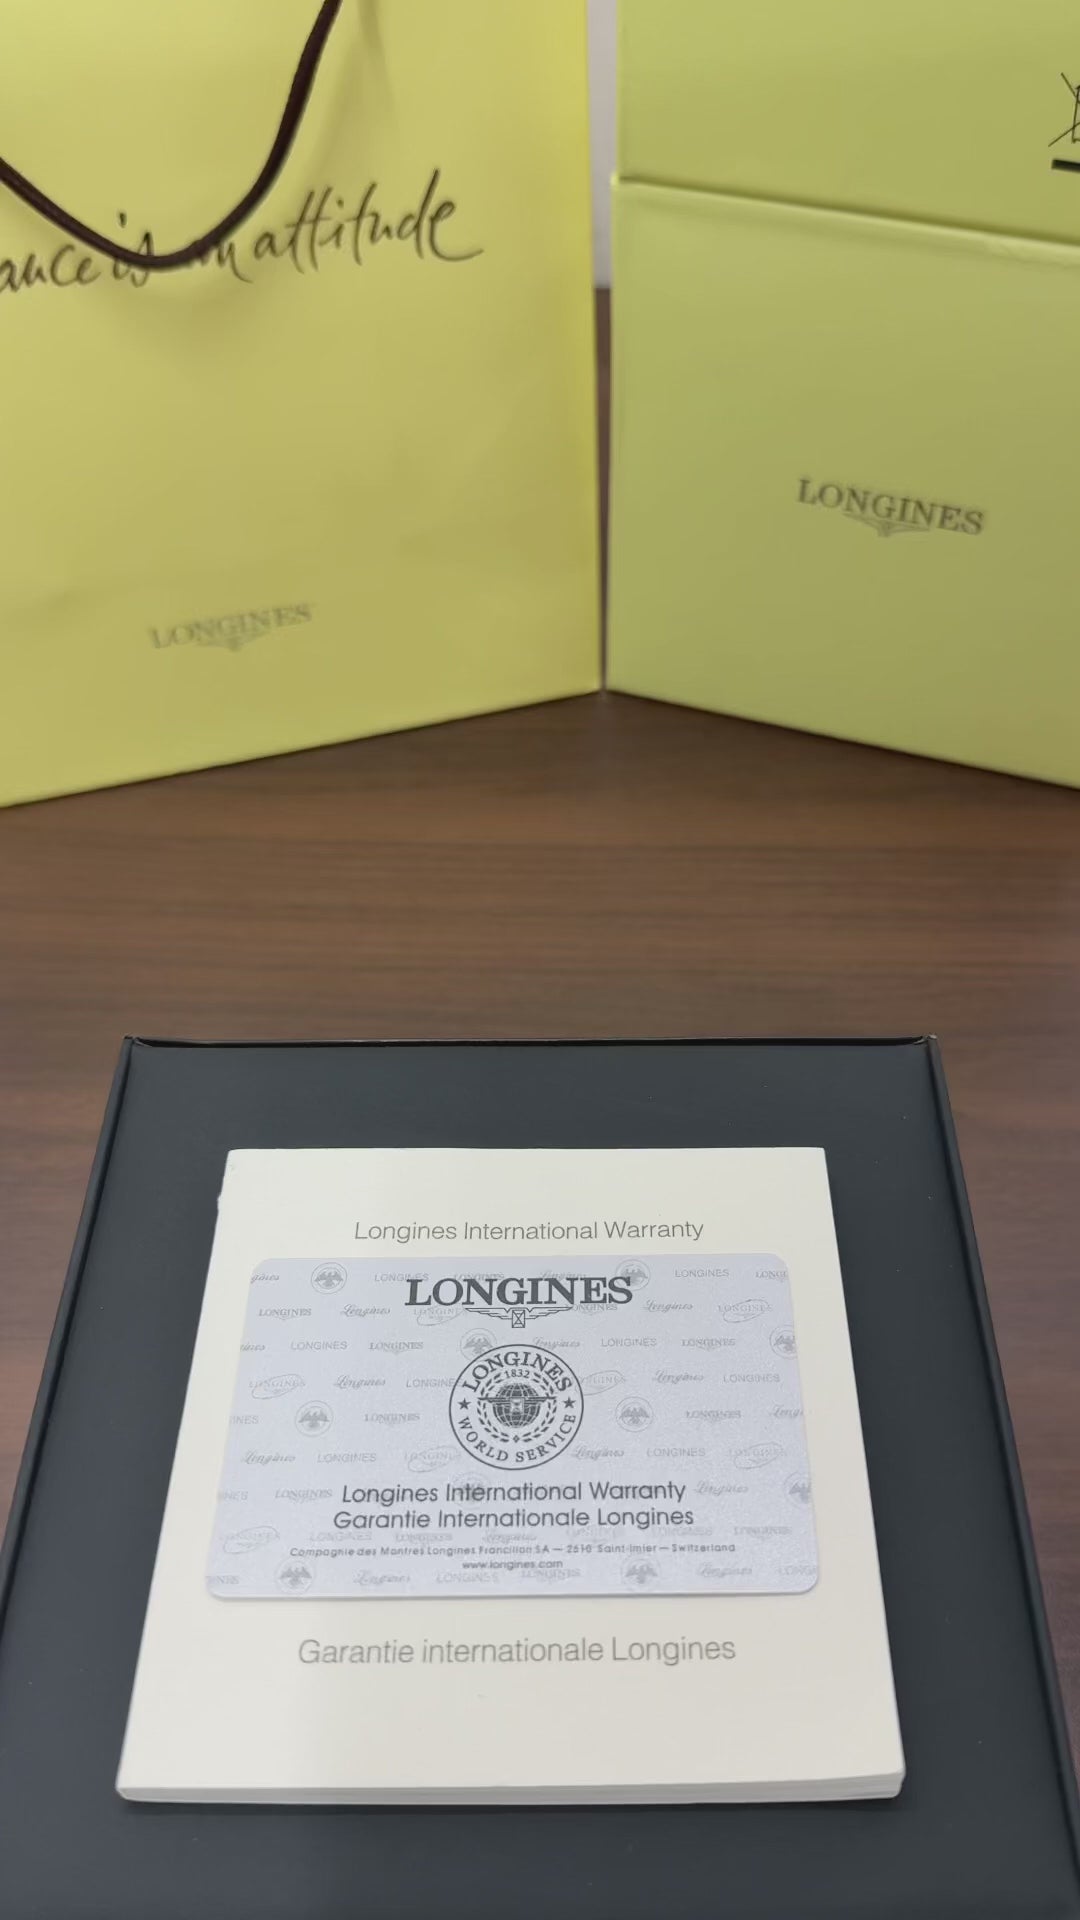 is an attitude
LONGINES
LONGINES
Longines International Warranty
LONGINES
LONGINES
1832
WORLD SERVICE
Longines International Warranty
Garantie Internationale Longines
Compagnie des Montres Longines Francillon SA — 2610 Saint-Imier — Switzerland
www.longines.com
Garantie internationale Longines